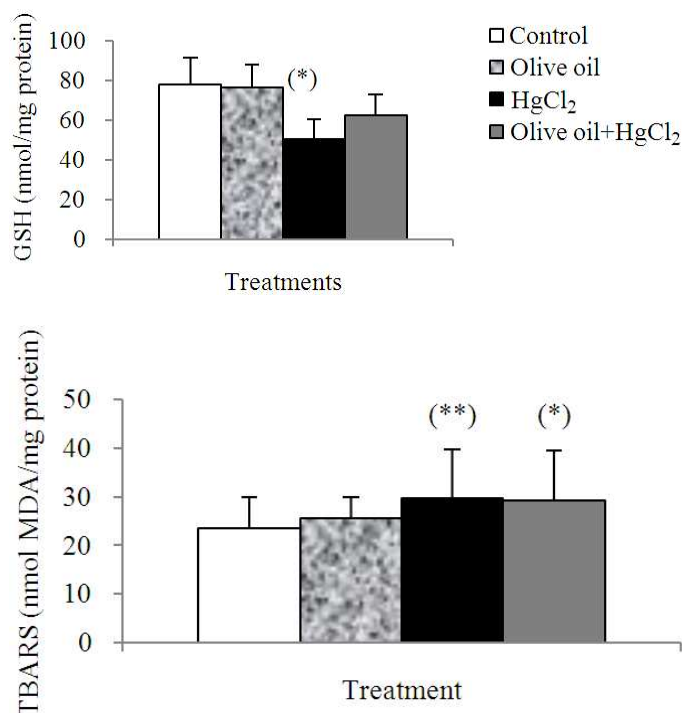 GSH (nmol/mg protein)
100
80
60
40
20
0
(*)
Treatments
Control
Olive oil
HgCl2
Olive oil+HgCl2
TBARS (nmol MDA/mg protein)
50
40
30
20
10
0
(**)
(*)
Treatment